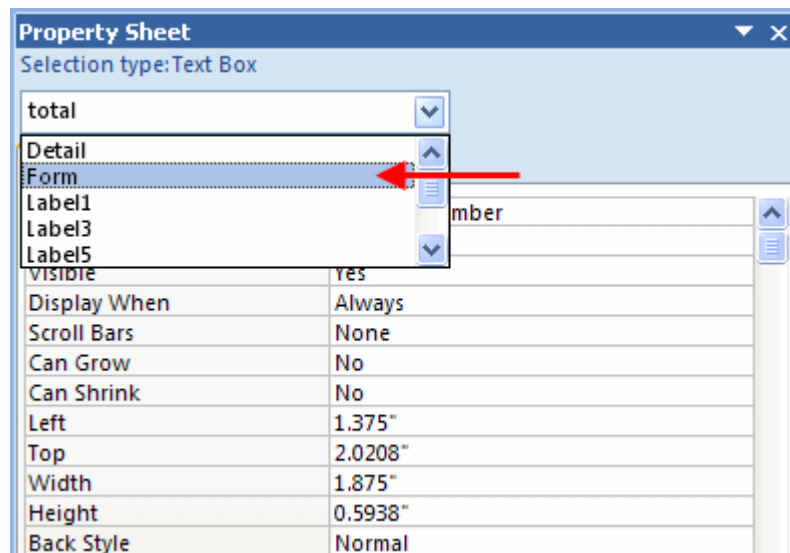 Property Sheet
Selection type: Text Box
total
Detail
Form
Label1
Label3
Label5
mber
Visible Yes
Display When Always
Scroll Bars None
Can Grow No
Can Shrink No
Left 1.375"
Top 2.0208"
Width 1.875"
Height 0.5938"
Back Style Normal